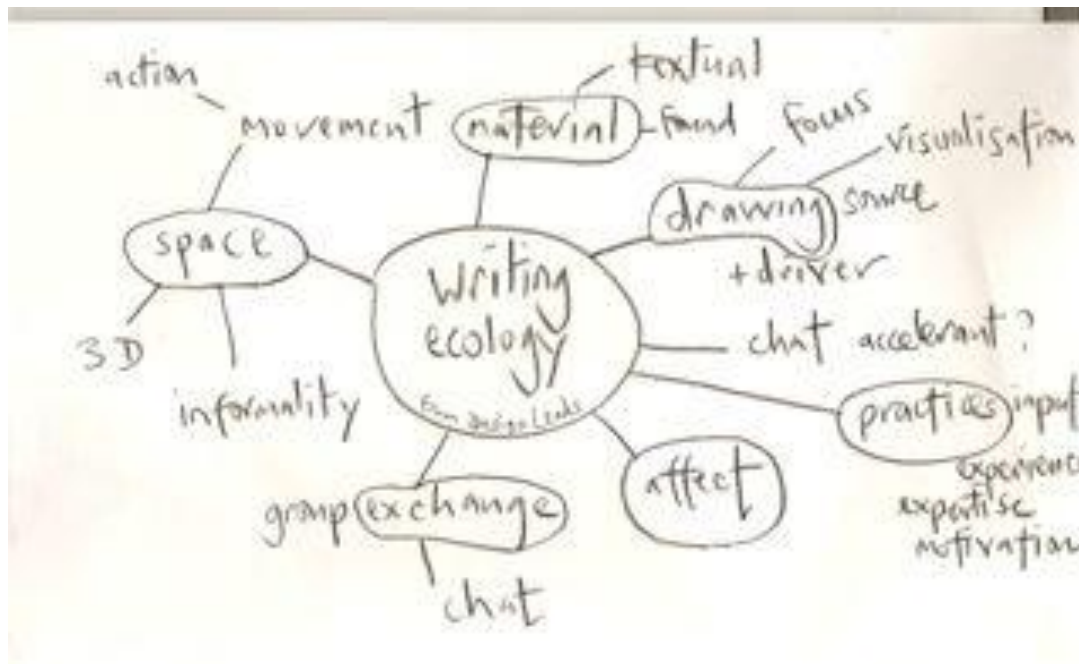 action
movement
material
textual
found
focus
visualisation
drawing source
+ driver
space
3D
informality
writing
ecology
chat accelerant?
practices input
experience
expertise
motivation
affect
group exchange
chat